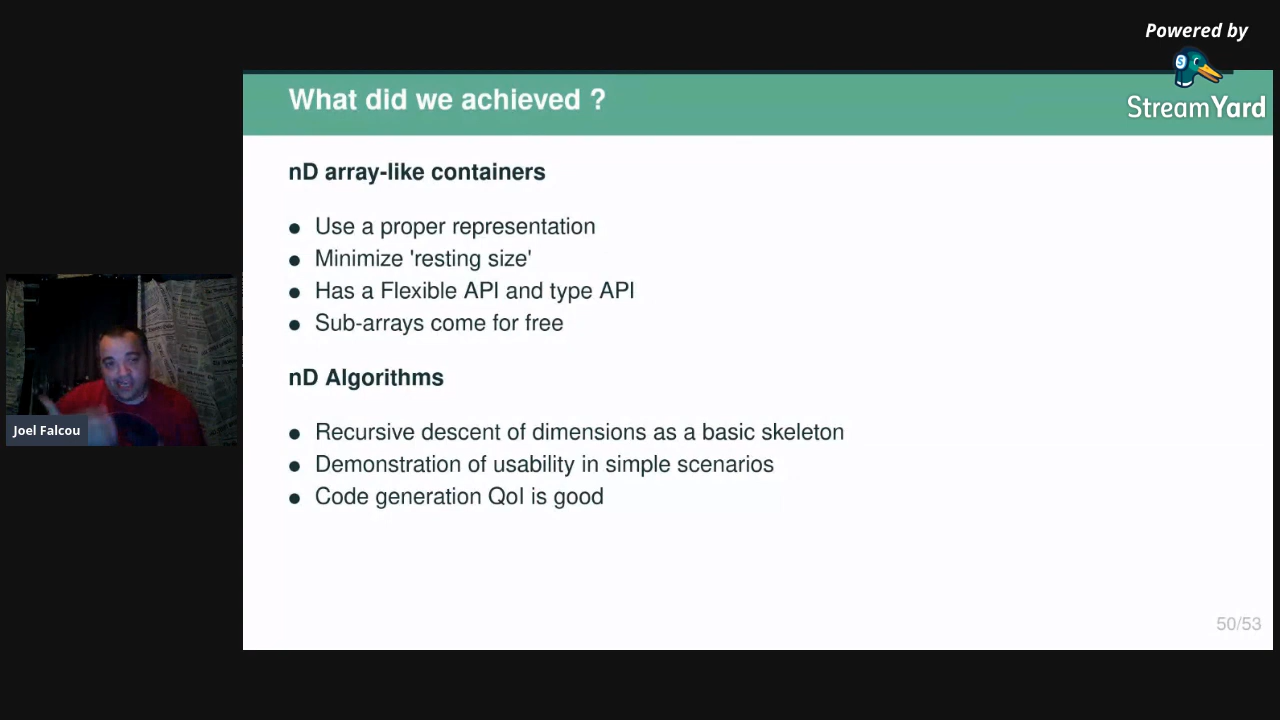 Powered by
StreamYard
What did we achieved ?
nD array-like containers
● Use a proper representation
● Minimize 'resting size'
● Has a Flexible API and type API
● Sub-arrays come for free
nD Algorithms
● Recursive descent of dimensions as a basic skeleton
● Demonstration of usability in simple scenarios
● Code generation QoI is good
Joel Falcou
50/53